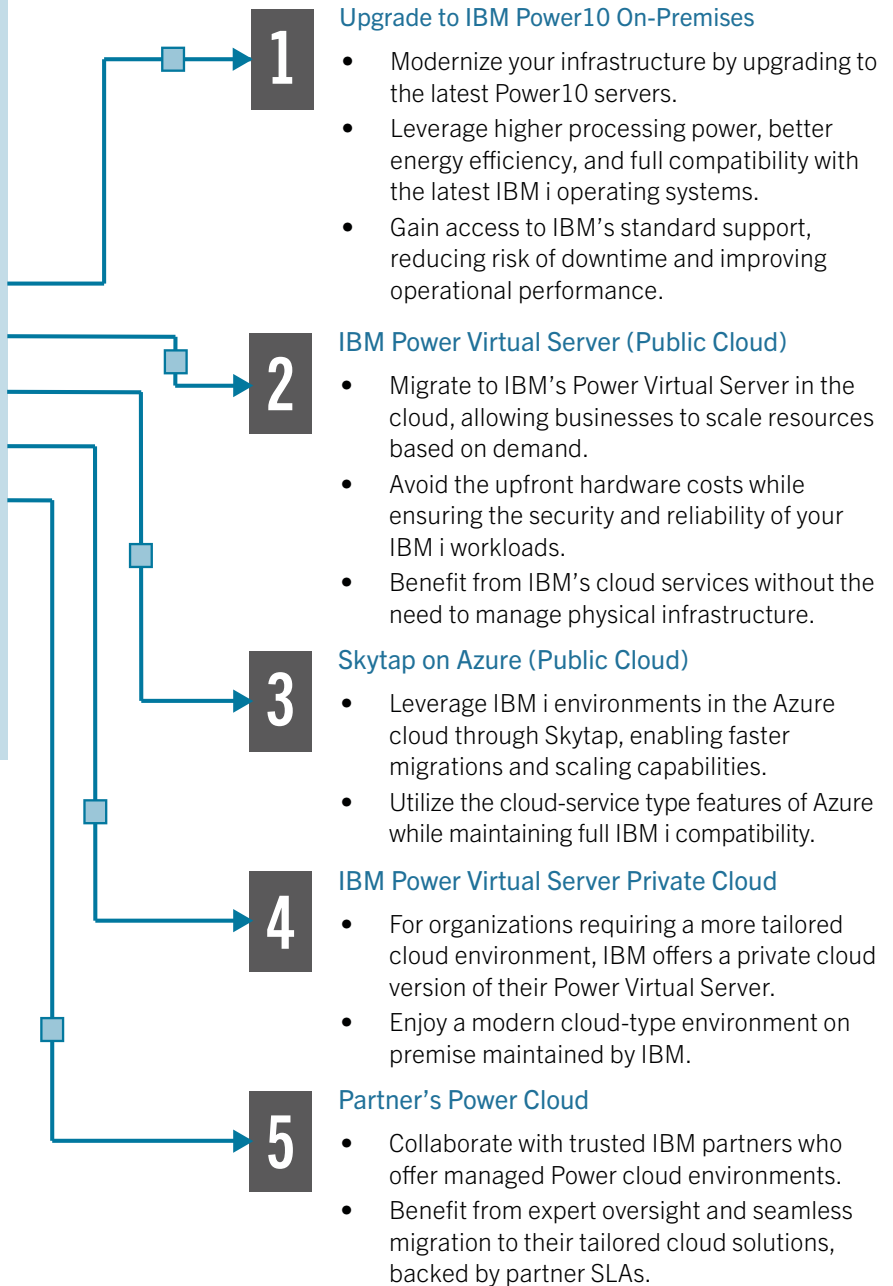 1
Upgrade to IBM Power10 On-Premises
• Modernize your infrastructure by upgrading to
the latest Power10 servers.
• Leverage higher processing power, better
energy efficiency, and full compatibility with
the latest IBM i operating systems.
• Gain access to IBM’s standard support,
reducing risk of downtime and improving
operational performance.
2
IBM Power Virtual Server (Public Cloud)
• Migrate to IBM’s Power Virtual Server in the
cloud, allowing businesses to scale resources
based on demand.
• Avoid the upfront hardware costs while
ensuring the security and reliability of your
IBM i workloads.
• Benefit from IBM’s cloud services without the
need to manage physical infrastructure.
3
Skytap on Azure (Public Cloud)
• Leverage IBM i environments in the Azure
cloud through Skytap, enabling faster
migrations and scaling capabilities.
• Utilize the cloud-service type features of Azure
while maintaining full IBM i compatibility.
4
IBM Power Virtual Server Private Cloud
• For organizations requiring a more tailored
cloud environment, IBM offers a private cloud
version of their Power Virtual Server.
• Enjoy a modern cloud-type environment on
premise maintained by IBM.
5
Partner’s Power Cloud
• Collaborate with trusted IBM partners who
offer managed Power cloud environments.
• Benefit from expert oversight and seamless
migration to their tailored cloud solutions,
backed by partner SLAs.